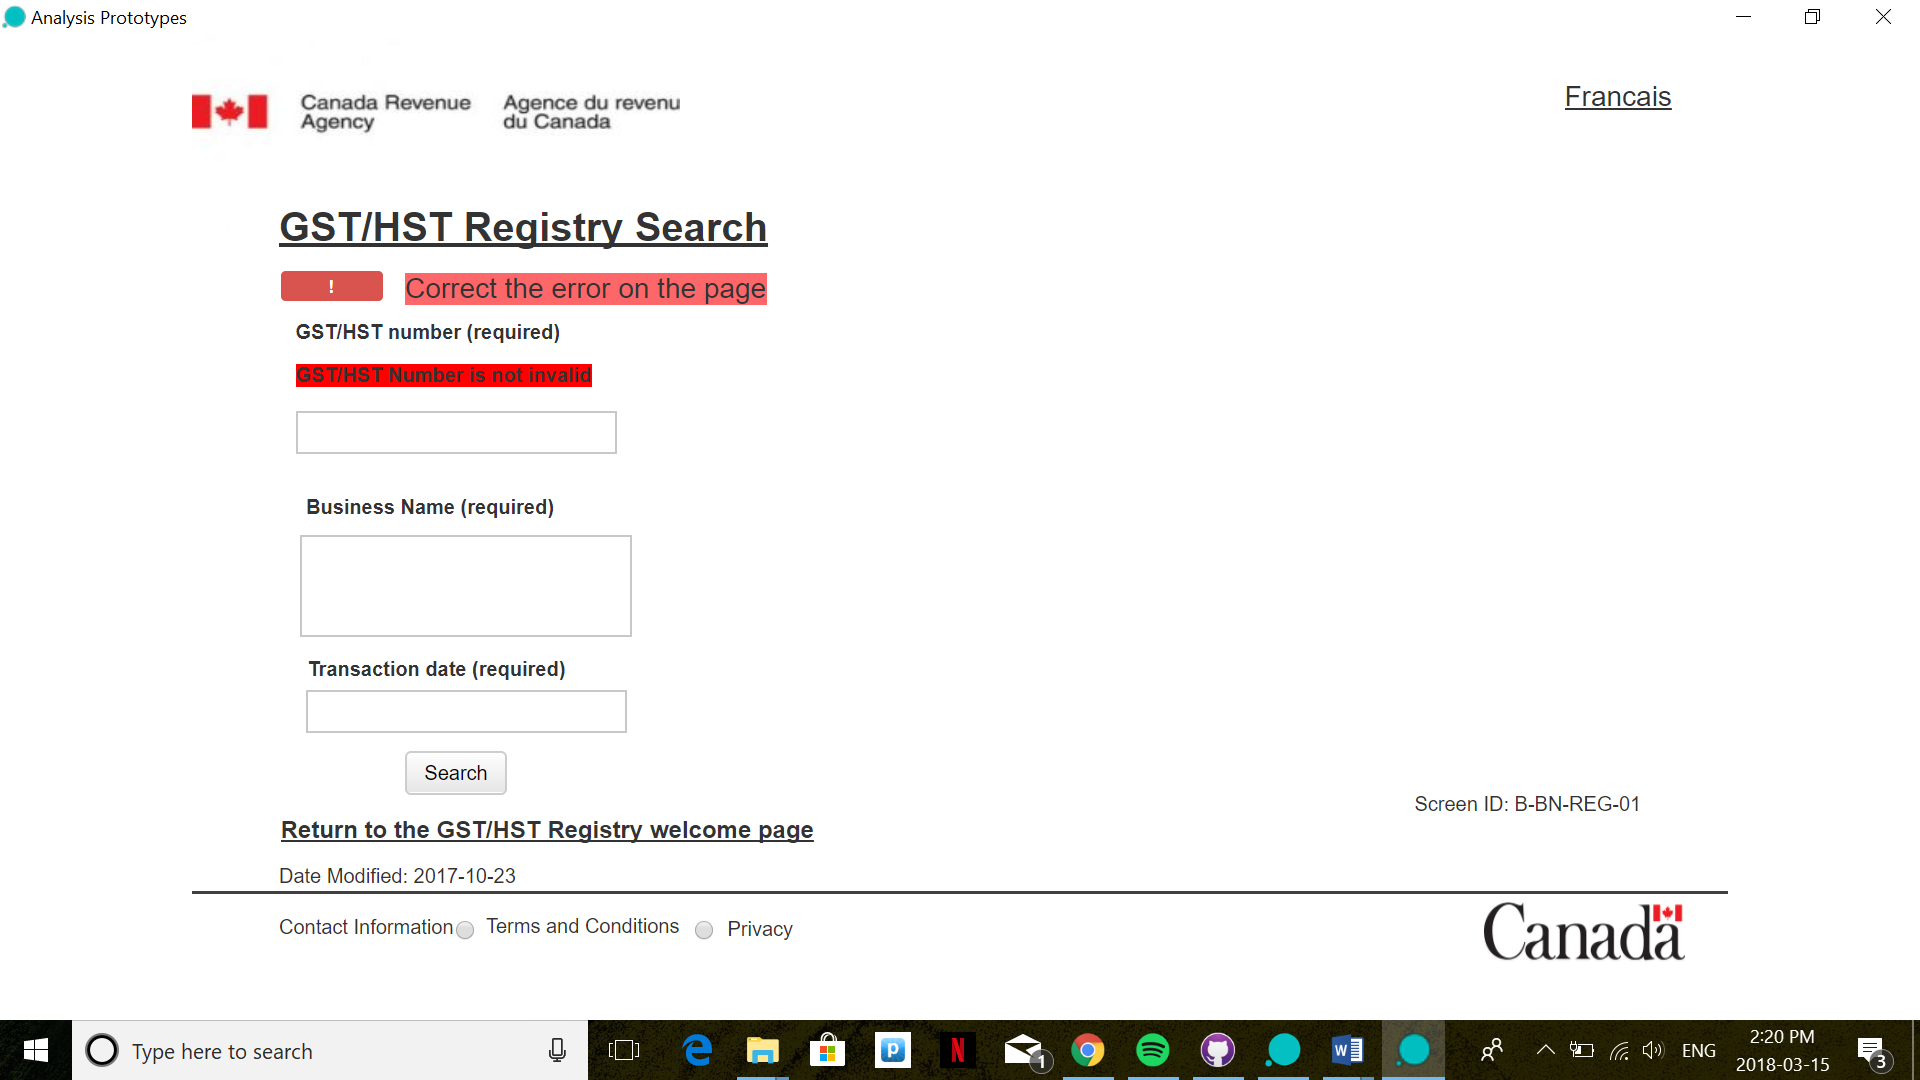 Analysis Prototypes
Canada Revenue Agence du revenu
Agency du Canada
Francais
GST/HST Registry Search
! Correct the error on the page
GST/HST number (required)
GST/HST Number is not invalid
Business Name (required)
Transaction date (required)
Search
Screen ID: B-BN-REG-01
Return to the GST/HST Registry welcome page
Date Modified: 2017-10-23
Contact Information Terms and Conditions Privacy
Canada
Type here to search
1
ENG
2:20 PM
2018-03-15
3